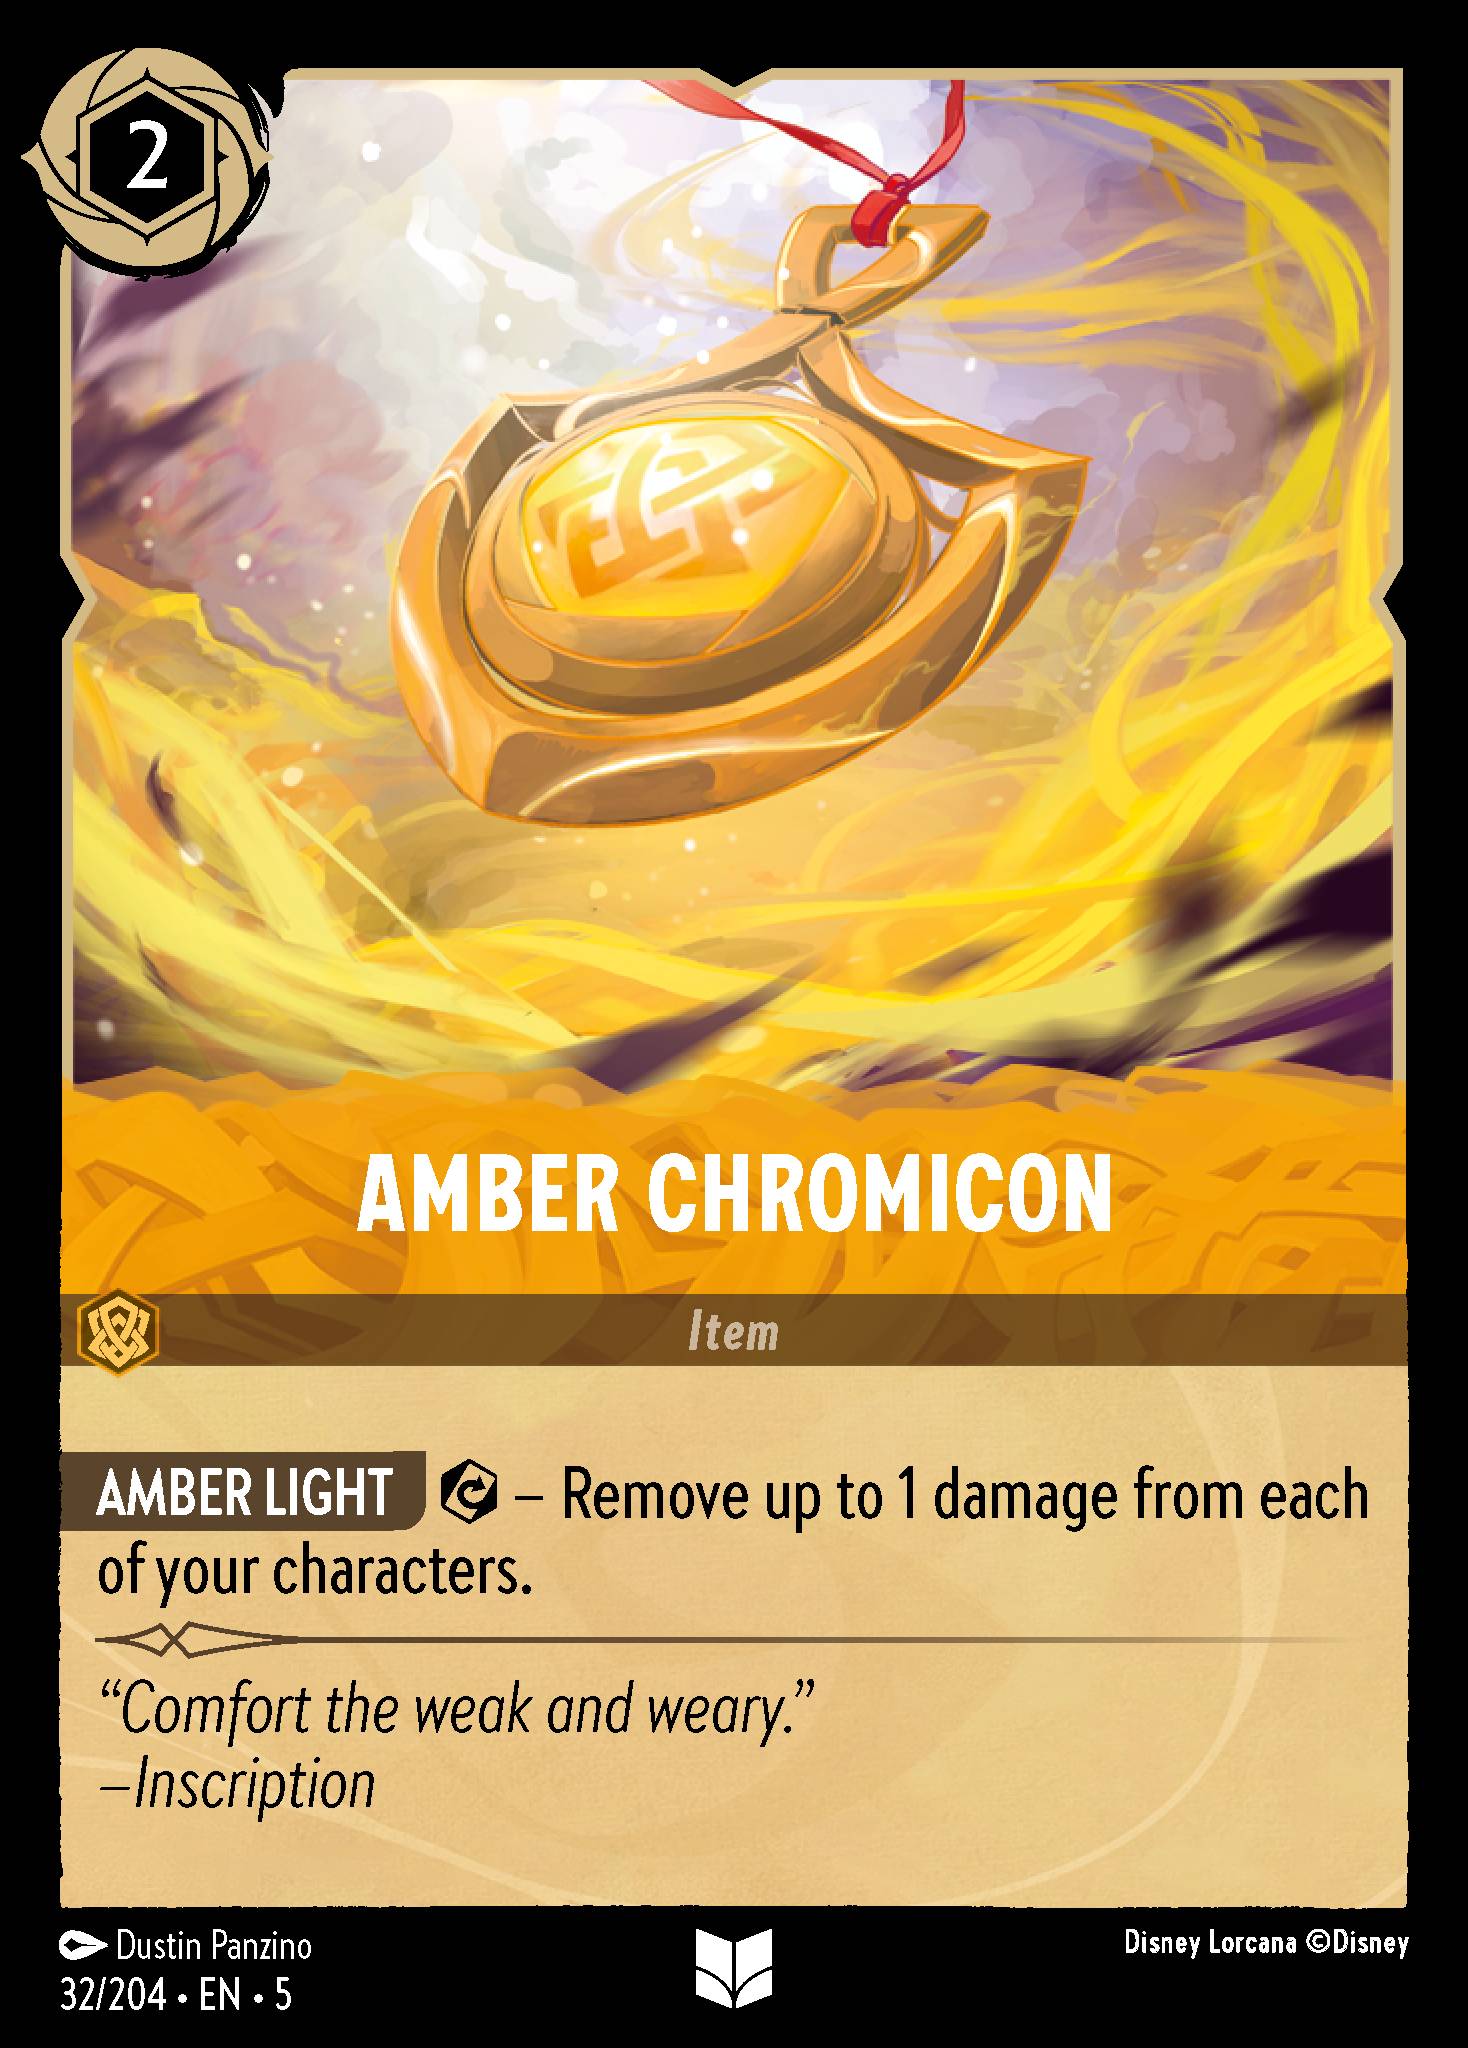 2
AMBER CHROMICON
Item
AMBER LIGHT – Remove up to 1 damage from each
of your characters.
“Comfort the weak and weary.”
—Inscription
Dustin Panzino
32/204 • EN • 5
Disney Lorcana ©Disney